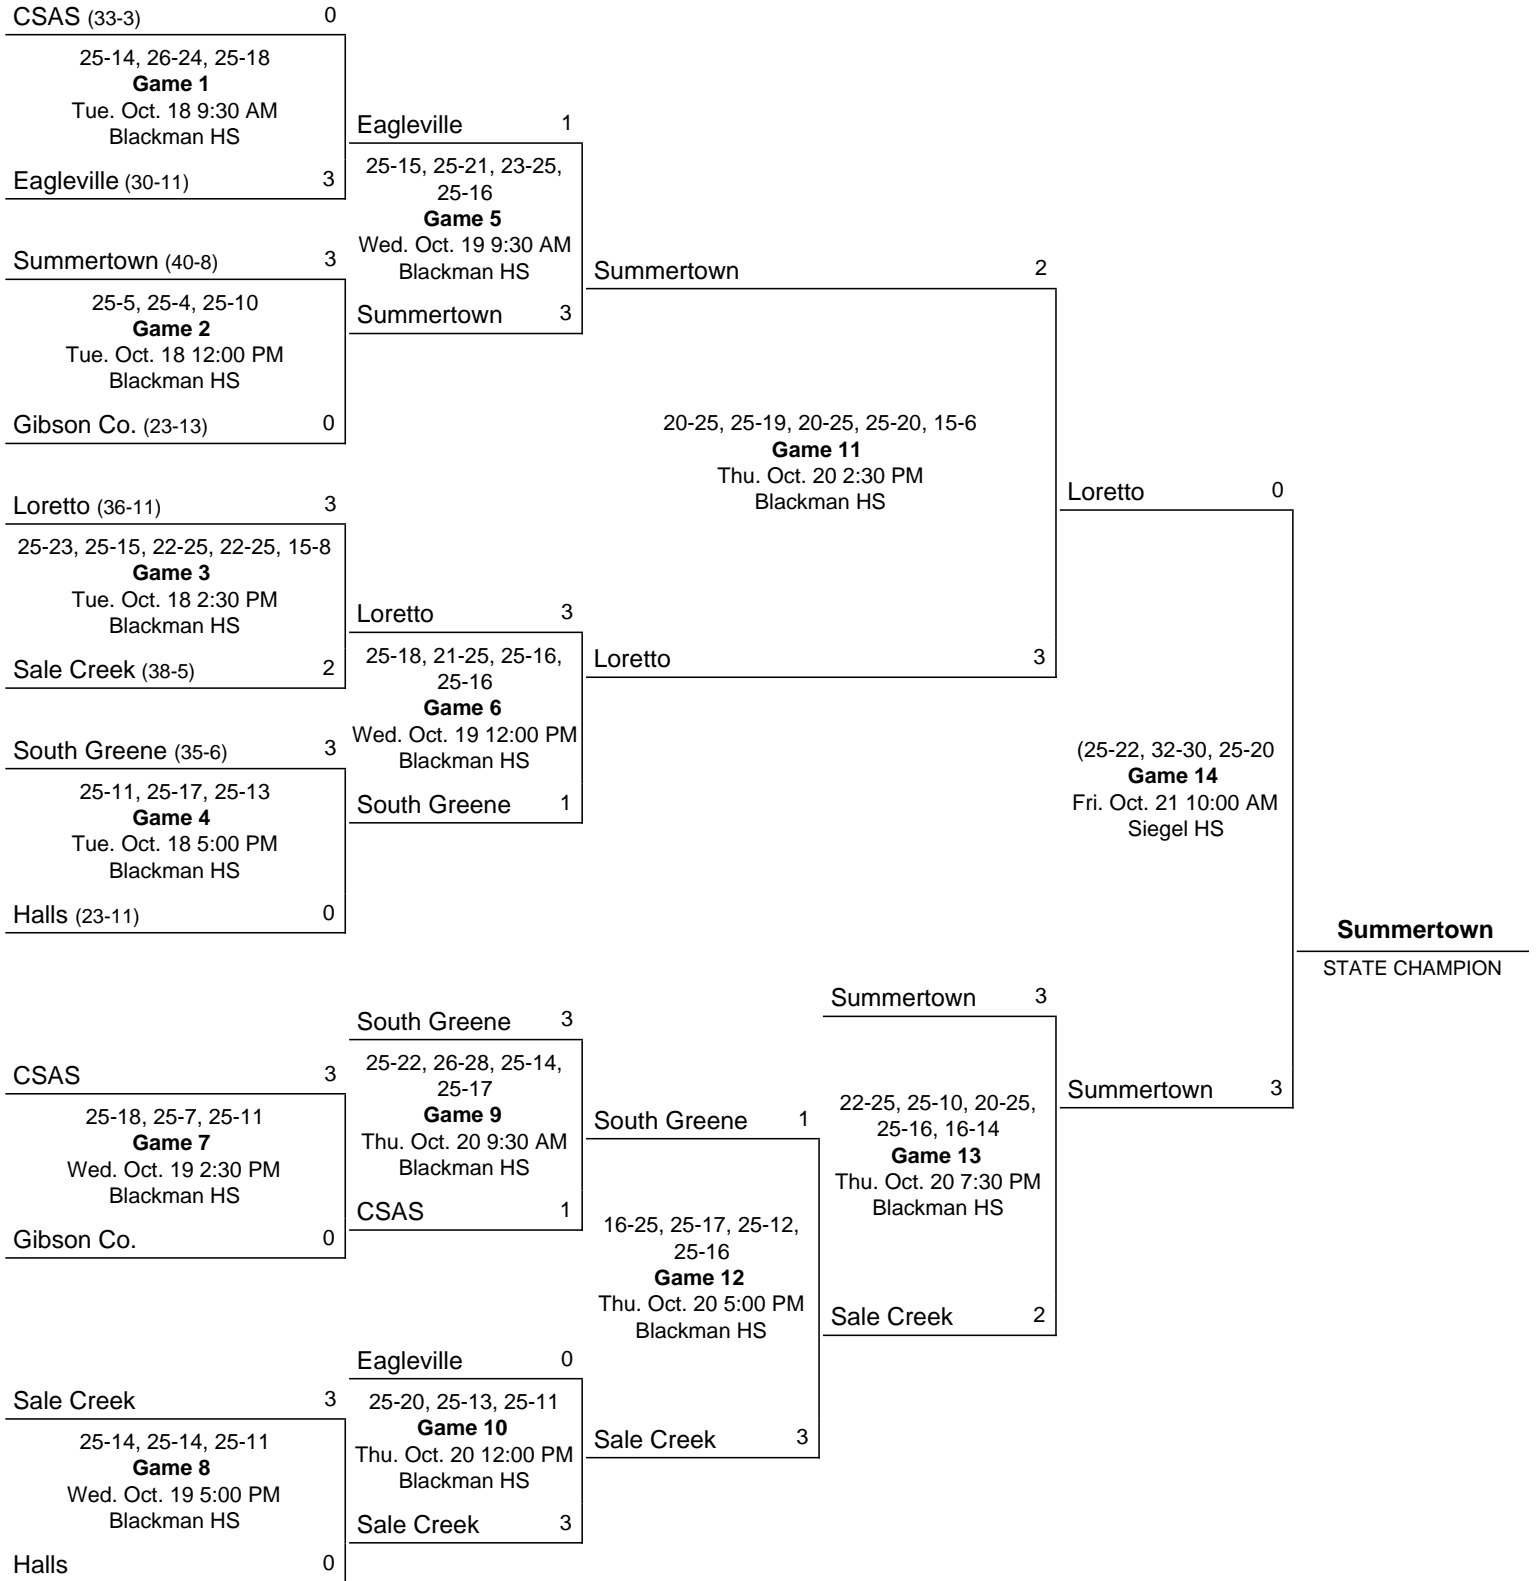 CSAS (33-3) 0
25-14, 26-24, 25-18
Game 1
Tue. Oct. 18 9:30 AM
Blackman HS
Eagleville (30-11) 3
Summertown (40-8) 3
25-5, 25-4, 25-10
Game 2
Tue. Oct. 18 12:00 PM
Blackman HS
Gibson Co. (23-13) 0
Loretto (36-11) 3
25-23, 25-15, 22-25, 22-25, 15-8
Game 3
Tue. Oct. 18 2:30 PM
Blackman HS
Sale Creek (38-5) 2
South Greene (35-6) 3
25-11, 25-17, 25-13
Game 4
Tue. Oct. 18 5:00 PM
Blackman HS
Halls (23-11) 0
Eagleville 1
25-15, 25-21, 23-25,
25-16
Game 5
Wed. Oct. 19 9:30 AM
Blackman HS
Summertown 3
Loretto 3
25-18, 21-25, 25-16,
25-16
Game 6
Wed. Oct. 19 12:00 PM
Blackman HS
South Greene 1
Summertown 2
20-25, 25-19, 20-25, 25-20, 15-6
Game 11
Thu. Oct. 20 2:30 PM
Blackman HS
Loretto 3
Loretto 0
(25-22, 32-30, 25-20
Game 14
Fri. Oct. 21 10:00 AM
Siegel HS
Summertown 3
Summertown
STATE CHAMPION
CSAS 3
25-18, 25-7, 25-11
Game 7
Wed. Oct. 19 2:30 PM
Blackman HS
Gibson Co. 0
Sale Creek 3
25-14, 25-14, 25-11
Game 8
Wed. Oct. 19 5:00 PM
Blackman HS
Halls 0
South Greene 3
25-22, 26-28, 25-14,
25-17
Game 9
Thu. Oct. 20 9:30 AM
Blackman HS
CSAS 1
Eagleville 0
25-20, 25-13, 25-11
Game 10
Thu. Oct. 20 12:00 PM
Blackman HS
Sale Creek 3
South Greene 1
16-25, 25-17, 25-12,
25-16
Game 12
Thu. Oct. 20 5:00 PM
Blackman HS
Sale Creek 3
Summertown 3
22-25, 25-10, 20-25,
25-16, 16-14
Game 13
Thu. Oct. 20 7:30 PM
Blackman HS
Sale Creek 2